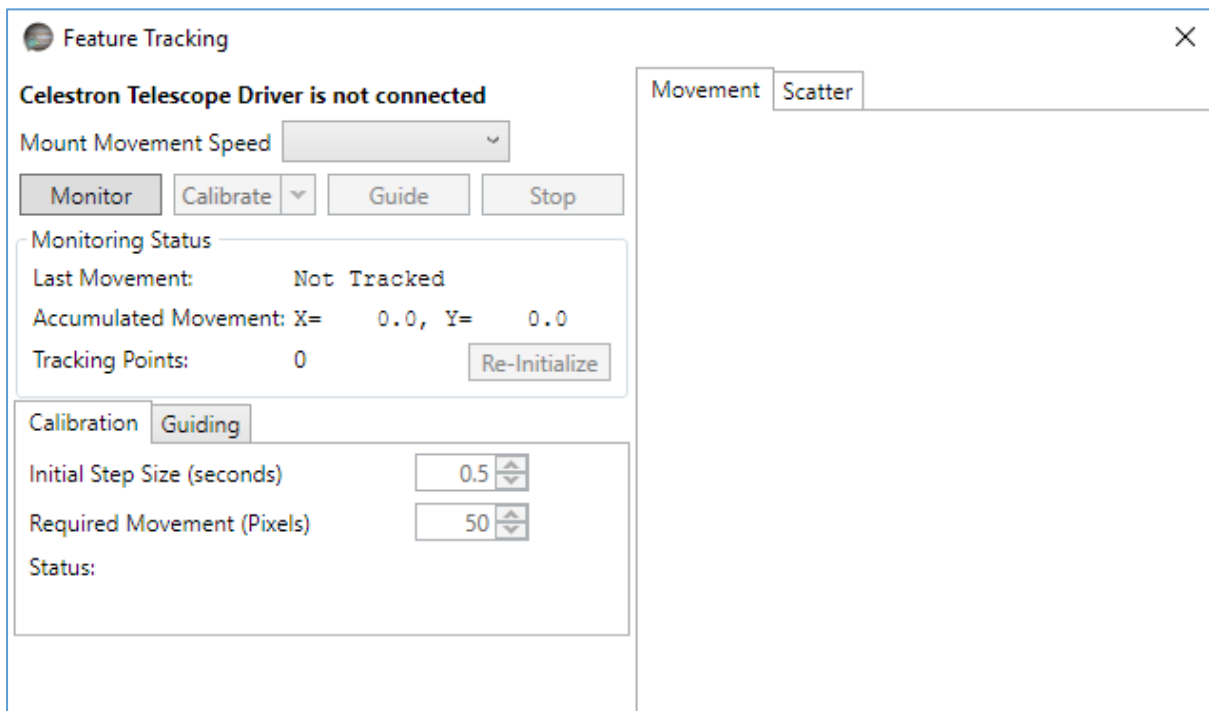 Feature Tracking
Celestron Telescope Driver is not connected
Mount Movement Speed
Monitor Calibrate Guide Stop
Monitoring Status
Last Movement: Not Tracked
Accumulated Movement: X= 0.0, Y= 0.0
Tracking Points: 0 Re-Initialize
Calibration Guiding
Initial Step Size (seconds) 0.5
Required Movement (Pixels) 50
Status:
Movement Scatter